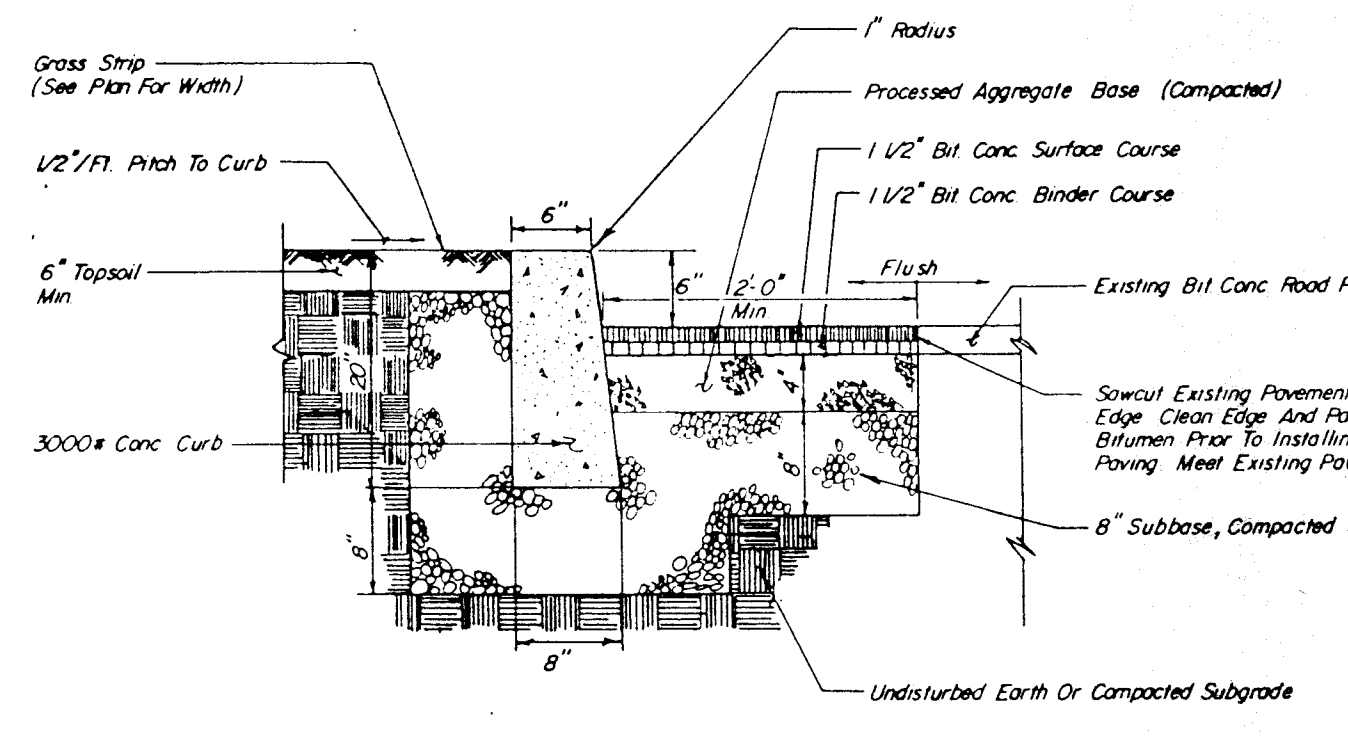 1" Radius
Grass Strip
(See Plan For Width)
Processed Aggregate Base (Compacted)
1/2"/Ft. Pitch To Curb
1 1/2" Bit. Conc. Surface Course
1 1/2" Bit. Conc. Binder Course
6"
6" Topsoil
Min.
6"
2'-0"
Min.
Flush
Existing Bit. Conc. Road
20"
4"
Sawcut Existing Pavement
Edge. Clean Edge And
Bitumen Prior To
Paving. Meet Existing
3000# Conc. Curb
8"
8"
8" Subbase, Compacted
8"
Undisturbed Earth Or Compacted Subgrade